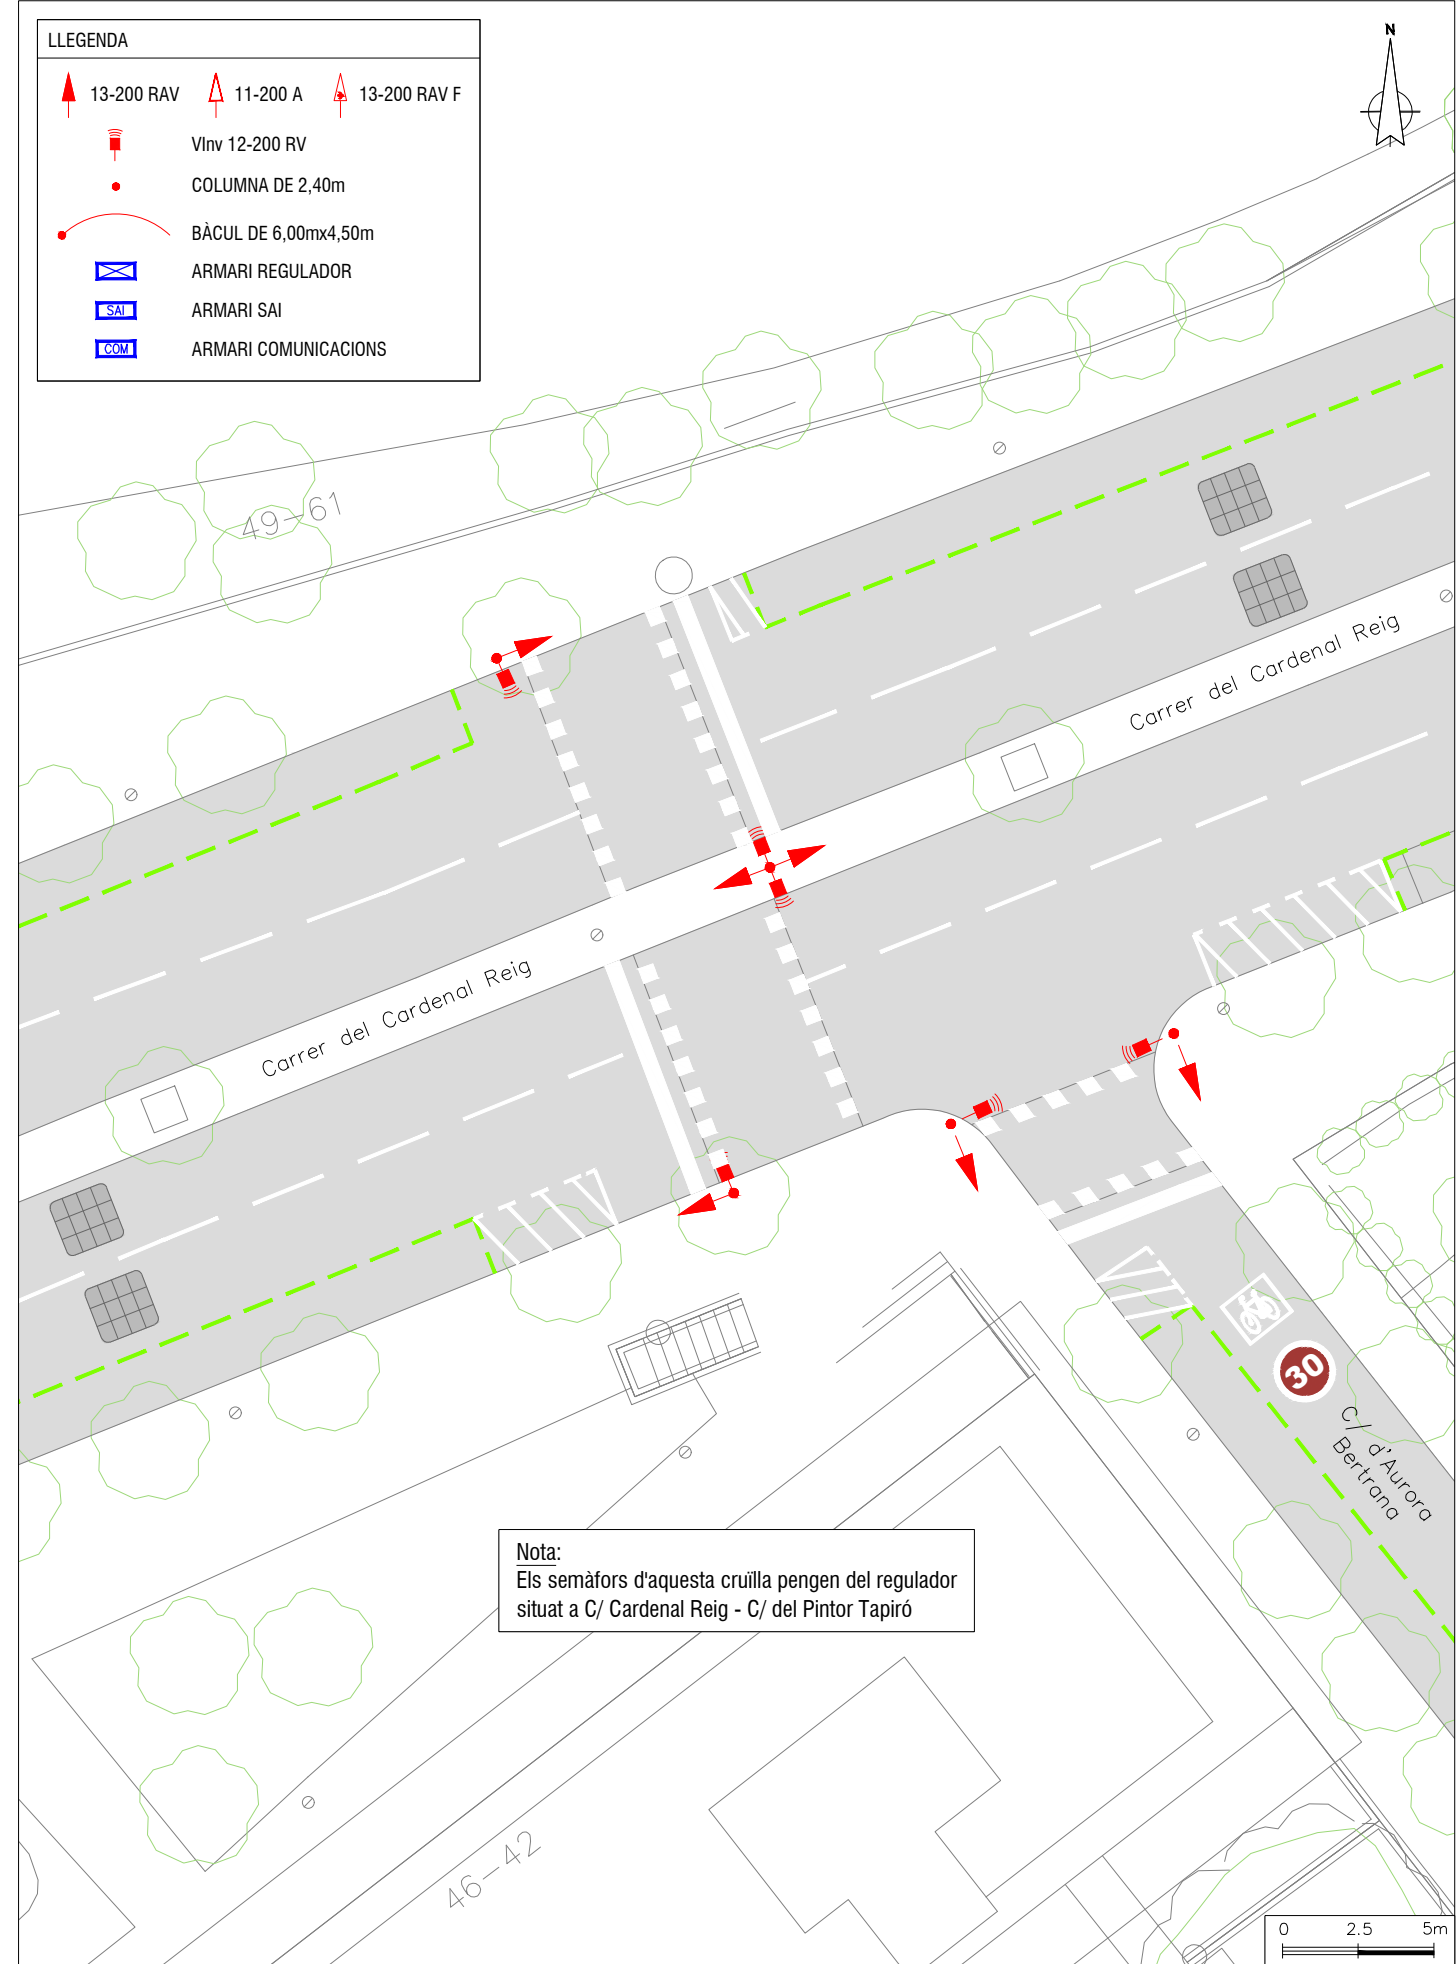 LLEGENDA
13-200 RAV 11-200 A 13-200 RAV F
VInv 12-200 RV
COLUMNA DE 2,40m
BÀCUL DE 6,00mx4,50m
ARMARI REGULADOR
SAI ARMARI SAI
COM ARMARI COMUNICACIONS
N
49-61
Carrer del Cardenal Reig
Carrer del Cardenal Reig
30
C/ d'Aurora
Bertrana
Nota:
Els semàfors d'aquesta cruïlla pengen del regulador
situat a C/ Cardenal Reig - C/ del Pintor Tapiró
46-42
0 2.5 5m